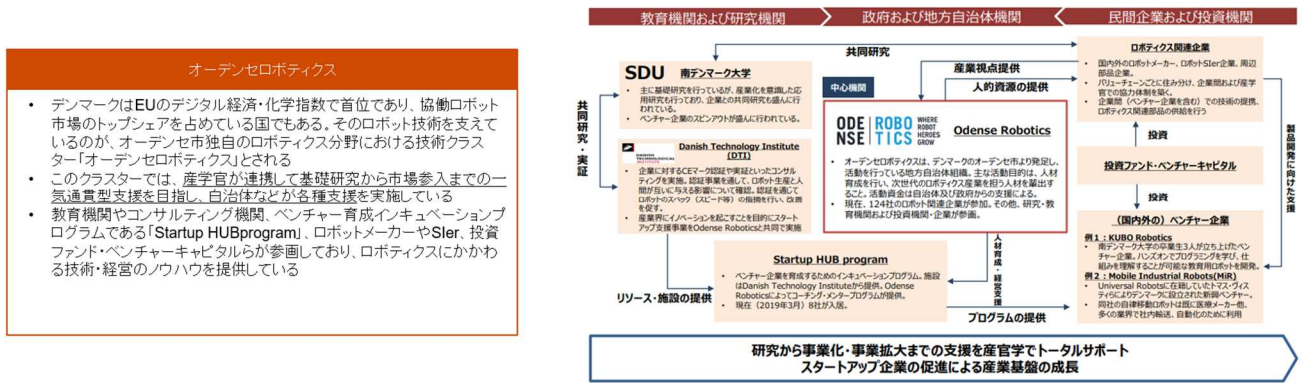 オーデンセロボティクス
• デンマークはEUのデジタル経済・化学指数で首位であり、協働ロボット
市場のトップシェアを占めている国でもある。そのロボット技術を支えて
いるのが、オーデンセ市独自のロボティクス分野における技術クラス
ター「オーデンセロボティクス」とされる
• このクラスターでは、産学官が連携して基礎研究から市場参入までの一
気通貫型支援を目指し、自治体などが各種支援を実施している
• 教育機関やコンサルティング機関、ベンチャー育成インキュベーションプ
ログラムである「Startup HUBprogram」、ロボットメーカーやSIer、投資
ファンド・ベンチャーキャピタルらが参画しており、ロボティクスにかかわ
る技術・経営のノウハウを提供している
教育機関および研究機関
政府および地方自治体機関
民間企業および投資機関
共同研究
SDU 南デンマーク大学
• 主に基礎研究を行っているが、産業化を意識した応
用研究も行っており、企業との共同研究も盛んに行
われている。
• ベンチャー企業のスピンアウトが盛んに行われている。
共同研究・実証
DANISH
TECHNOLOGICAL
INSTITUTE
Danish Technology Institute
(DTI)
• 企業に対するCEマーク認証や実証といったコンサル
ティングを実施。認証事業を通して、ロボット生産と人
間が互いに与える影響について確認。認証を通じて
ロボットのスペック（スピード等）の指摘を行い、改善
を促す。
• 産業界にイノベーションを起こすことを目的にスタート
アップ支援事業をOdense Roboticsと共同で実施
産業視点提供
人的資源の提供
中心機関
ODE
NSE
ROBO
TICS
WHERE
ROBOT
HEROES
GROW
Odense Robotics
• オーデンセロボティクスは、デンマークのオーデンセ市より発足し、
活動を行っている地方自治体組織。主な活動目的は、人材
育成を行い、次世代のロボティクス産業を担う人材を輩出す
ること。活動資金は自治体及び政府からの支援による。
• 現在、124社のロボット関連企業が参加。その他、研究・教
育機関および投資機関・企業が参画。
ロボティクス関連企業
• 国内外のロボットメーカー、ロボットSIer企業、周辺
部品企業。
• バリューチェーンごとに住み分け、企業間および産学
官での協力体制を築く。
• 企業間（ベンチャー企業を含む）での技術の提携、
ロボティクス関連部品の供給を行う
投資
投資ファンド・ベンチャーキャピタル
投資
製品開発に向けた支援
（国内外の）ベンチャー企業
例1：KUBO Robotics
• 南デンマーク大学の卒業生3人が立ち上げたベン
チャー企業。ハンズオンでプログラミングを学び、仕
組みを理解することが可能な教育用ロボットを開発。
例2：Mobile Industrial Robots(MiR)
• Universal Robotsに在籍していたトマス・ヴィス
ティらによりデンマークに設立された新興ベンチャー。
• 同社の自律移動ロボットは既に医療メーカー他、
多くの業界で社内輸送、自動化のために利用
人材育成・経営支援
Startup HUB program
• ベンチャー企業を育成するためのインキュベーションプログラム。施設
はDanish Technology Instituteから提供。Odense
Roboticsによってコーチング・メンタープログラムが提供。
• 現在（2019年3月）8社が入居。
リソース・施設の提供
プログラムの提供
研究から事業化・事業拡大までの支援を産官学でトータルサポート
スタートアップ企業の促進による産業基盤の成長